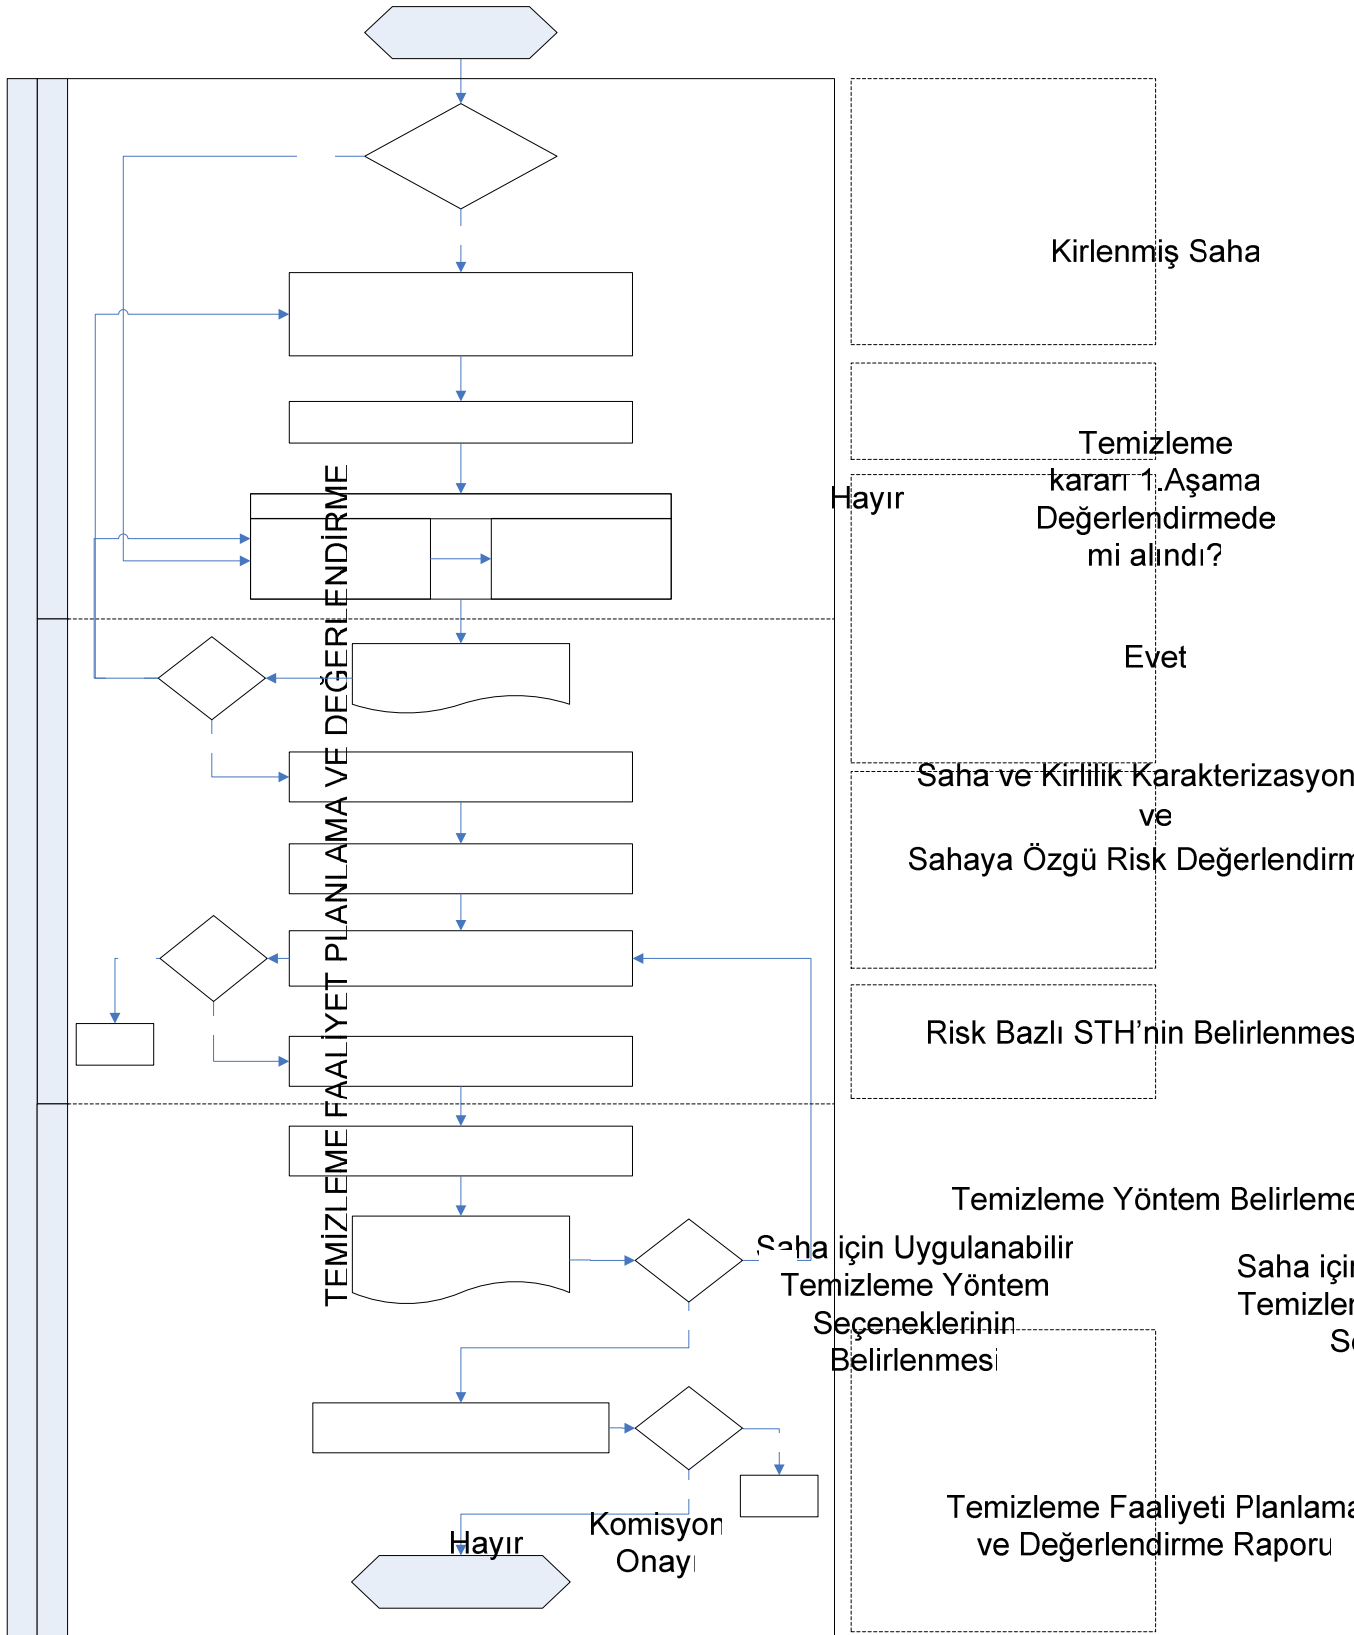 Kirlenmiş Saha
Temizleme
kararı 1.Aşama
Değerlendirmede
mi alındı?
Hayır
Evet
Saha ve Kirlilik Karakterizasyon
ve
Sahaya Özgü Risk Değerlendirm
Risk Bazlı STH’nin Belirlenmes
TEMİZLEME FAALİYET PLANLAMA VE DEĞERLENDİRME
Temizleme Yöntem Belirleme
Saha için Uygulanabilir
Temizleme Yöntem
Seçeneklerinin
Belirlenmesi
Saha için
Temizle
Se
Temizleme Faaliyeti Planlama
ve Değerlendirme Raporu
Komisyon
Onayı
Hayır